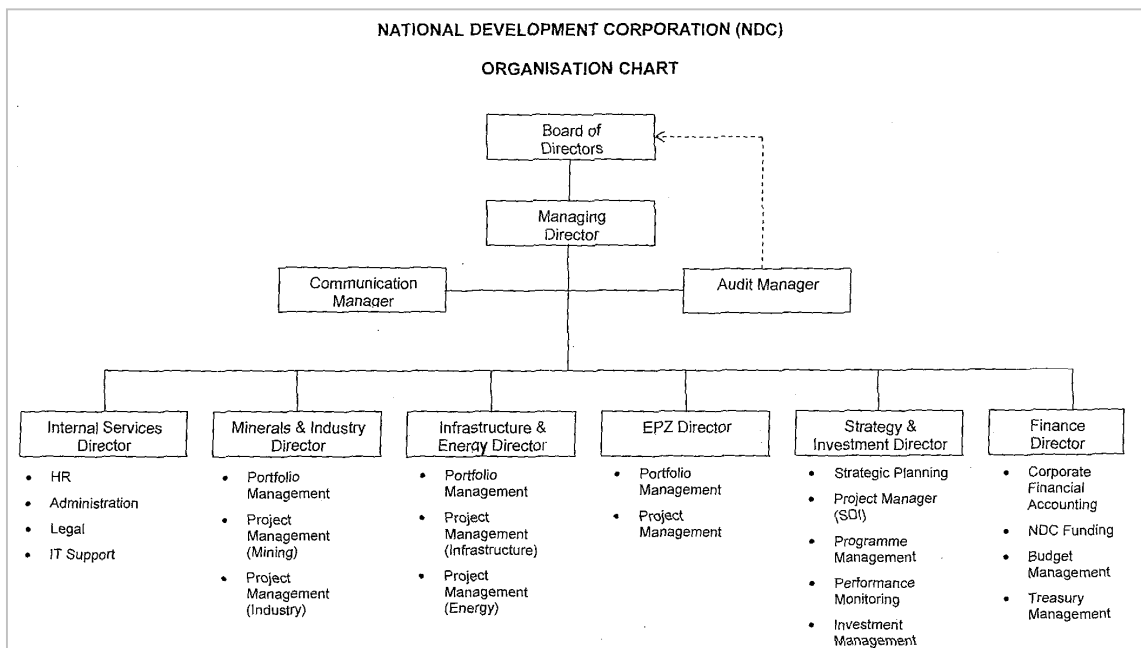 NATIONAL DEVELOPMENT CORPORATION (NDC)
ORGANISATION CHART
Board of
Directors
Managing
Director
Communication
Manager
Audit Manager
Internal Services
Director
• HR
• Administration
• Legal
• IT Support
Minerals & Industry
Director
• Portfolio
Management
• Project
Management
(Mining)
• Project
Management
(Industry)
Infrastructure &
Energy Director
• Portfolio
Management
• Project
Management
(Infrastructure)
• Project
Management
(Energy)
EPZ Director
• Portfolio
Management
• Project
Management
Strategy &
Investment Director
• Strategic Planning
• Project Manager
(SDI)
• Programme
Management
• Performance
Monitoring
• Investment
Management
Finance
Director
• Corporate
Financial
Accounting
• NDC Funding
• Budget
Management
• Treasury
Management